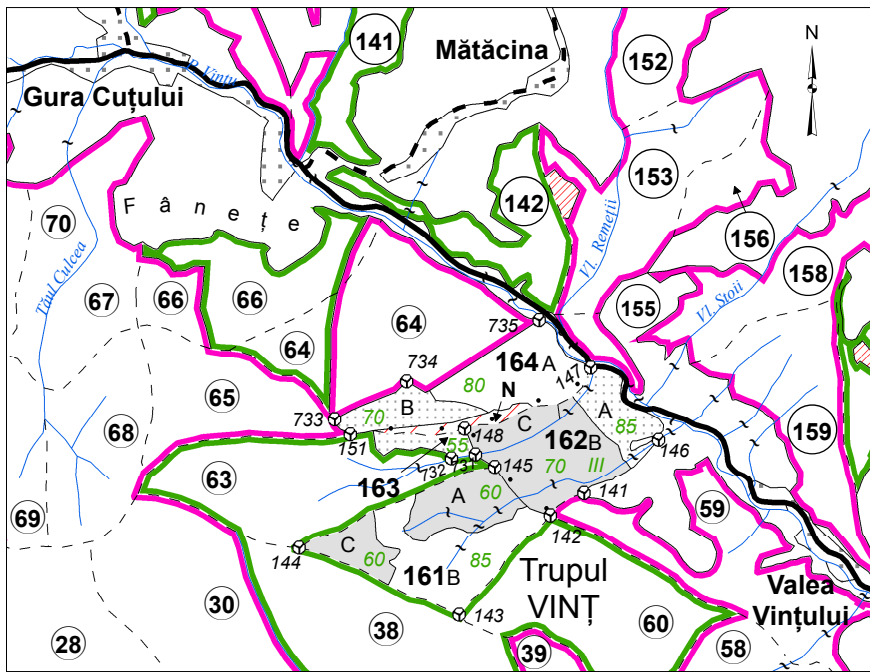 141
Mătăcina
152
N
P. Vințu
Gura Cuțului
153
142
Fânețe
70
Vl. Remeții
156
158
Tăul Culcea
67
66
66
155
Vl. Stoii
64
64
735
164
A
147
734
80
N
65
B
A
733
70
C
85
151
148
162
B
159
68
55
146
732
731
145
70
III
63
163
A
60
141
59
69
142
C
Trupul
VINȚ
Valea
Vințului
144
60
161
B
85
30
143
60
38
28
39
58